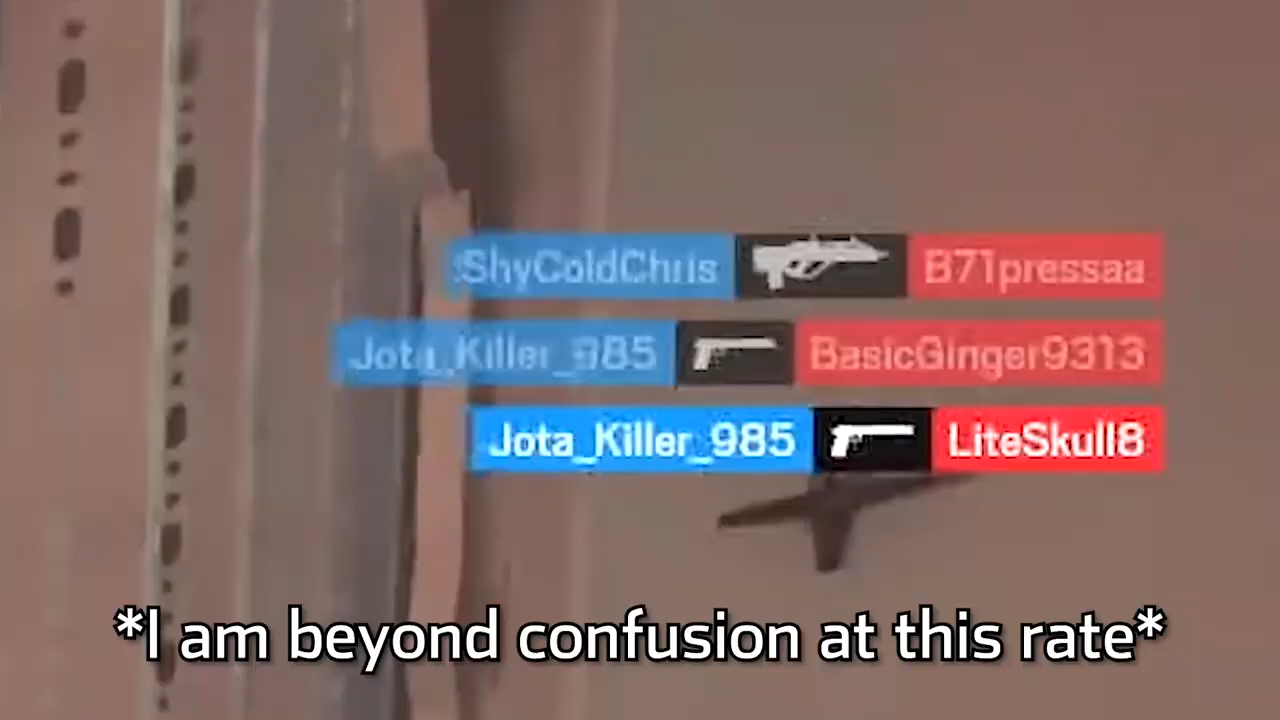 ShyColdChris B71pressaa
Jota_Killer_985 BasicGinger9313
Jota_Killer_985 LiteSkull8
*I am beyond confusion at this rate*